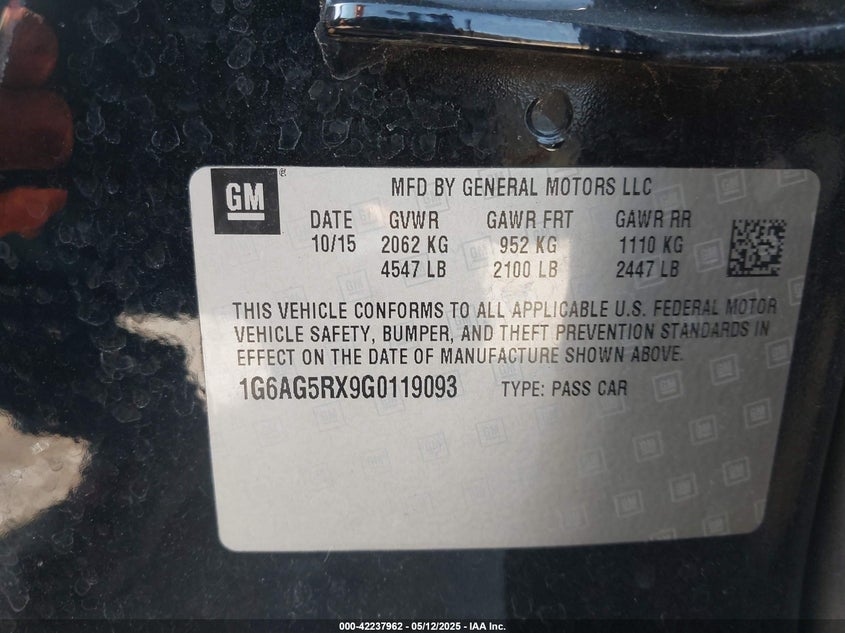 GM
MFD BY GENERAL MOTORS LLC
DATE GVWR GAWR FRT GAWR RR
10/15 2062 KG 952 KG 1110 KG
4547 LB 2100 LB 2447 LB
THIS VEHICLE CONFORMS TO ALL APPLICABLE U.S. FEDERAL MOTOR
VEHICLE SAFETY, BUMPER, AND THEFT PREVENTION STANDARDS IN
EFFECT ON THE DATE OF MANUFACTURE SHOWN ABOVE.
1G6AG5RX9G0119093 TYPE: PASS CAR
000-42237962 - 05/12/2025 - IAA Inc.